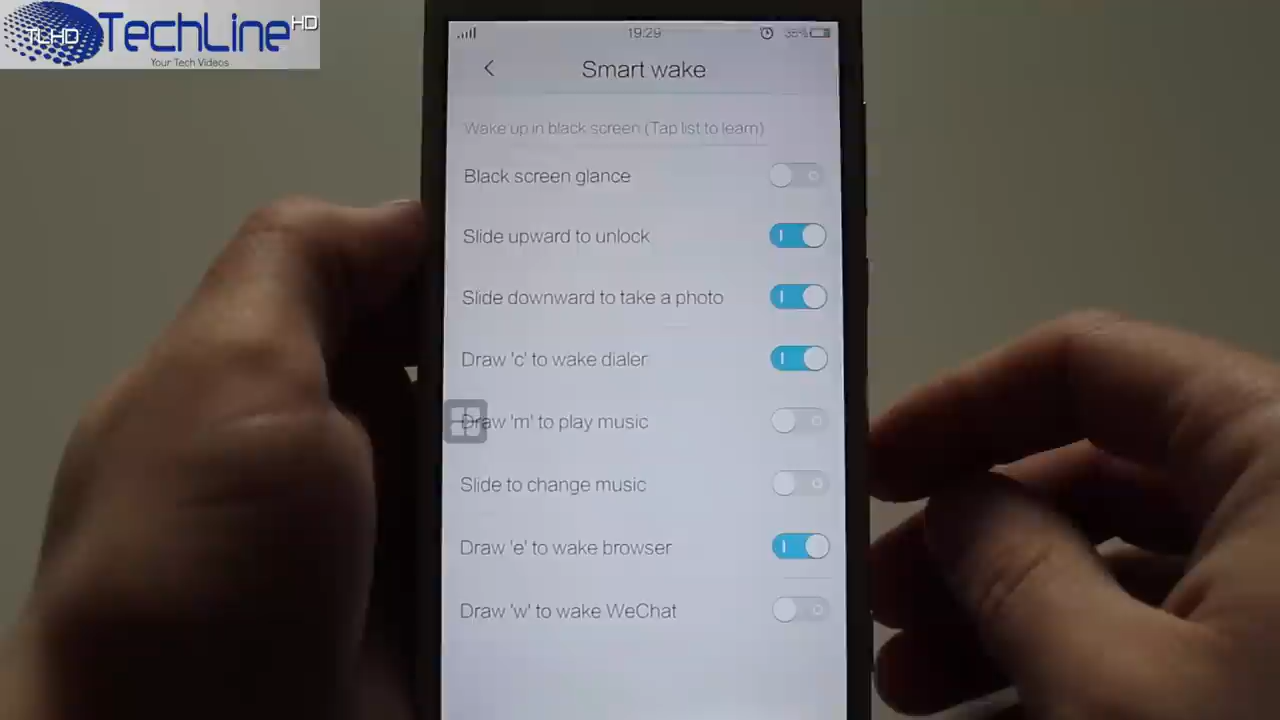 TLHD TechLine HD
Your Tech Videos
19:29 35%
Smart wake
Wake up in black screen (Tap list to learn)
Black screen glance
Slide upward to unlock
Slide downward to take a photo
Draw 'c' to wake dialer
Draw 'm' to play music
Slide to change music
Draw 'e' to wake browser
Draw 'w' to wake WeChat